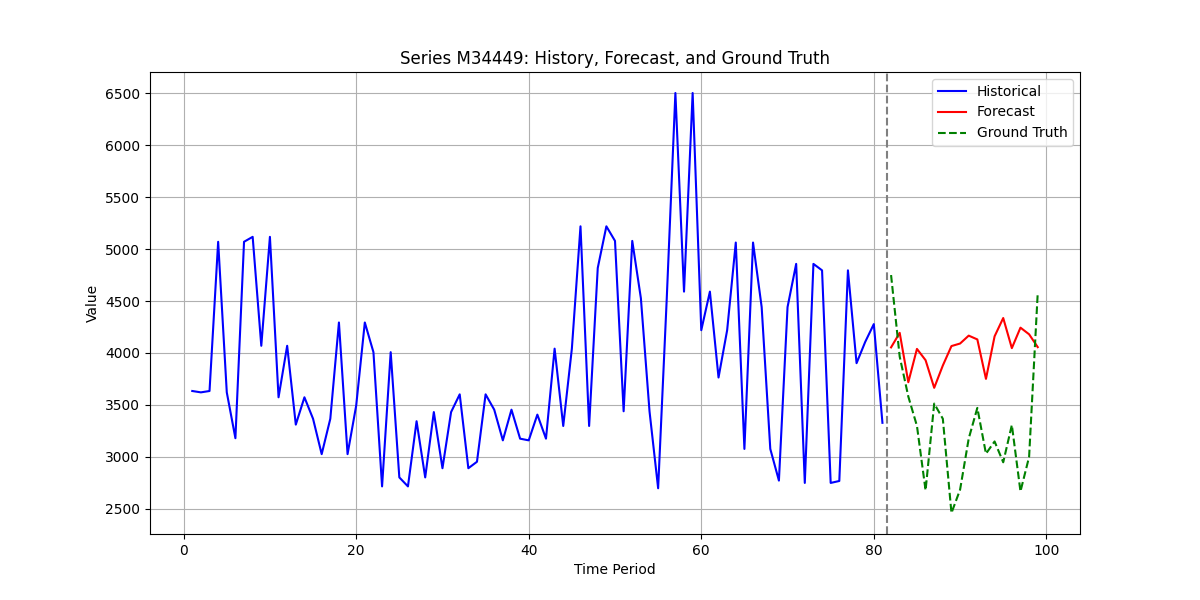 Series M34449: History, Forecast, and Ground Truth
Historical
Forecast
Ground Truth
6500
6000
5500
5000
4500
4000
3500
3000
2500
Value
0 20 40 60 80 100
Time Period